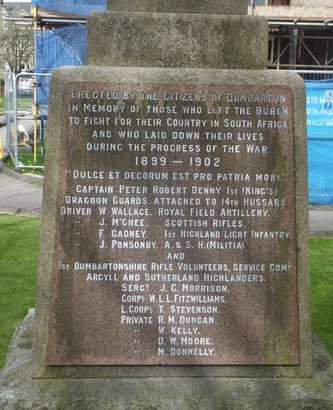 ERECTED BY THE CITIZENS OF DUMBARTON
IN MEMORY OF THOSE WHO LEFT THE BURGH
TO FIGHT FOR THEIR COUNTRY IN SOUTH AFRICA
AND WHO LAID DOWN THEIR LIVES
DURING THE PROGRESS OF THE WAR.
1899 — 1902
"DULCE ET DECORUM EST PRO PATRIA MORI."
CAPTAIN PETER ROBERT DENNY 1ST (KING'S)
DRAGOON GUARDS. ATTACHED TO 14TH HUSSARS.
DRIVER W. WALLACE, ROYAL FIELD ARTILLERY.
" J. MCGHEE, SCOTTISH RIFLES.
" F. GADNEY, 1ST HIGHLAND LIGHT INFANTRY.
" J. PONSONBY, A. & S. H. (MILITIA)
AND
1ST DUMBARTONSHIRE RIFLE VOLUNTEERS, SERVICE COMY
ARGYLL AND SUTHERLAND HIGHLANDERS.
SERGT J. C. MORRISON.
CORPL W. L. L. FITZWILLIAMS.
L. CORPL T. STEVENSON.
PRIVATE R. M. DUNCAN.
" W. KELLY.
" D. W. MOORE.
" M. DONNELLY.